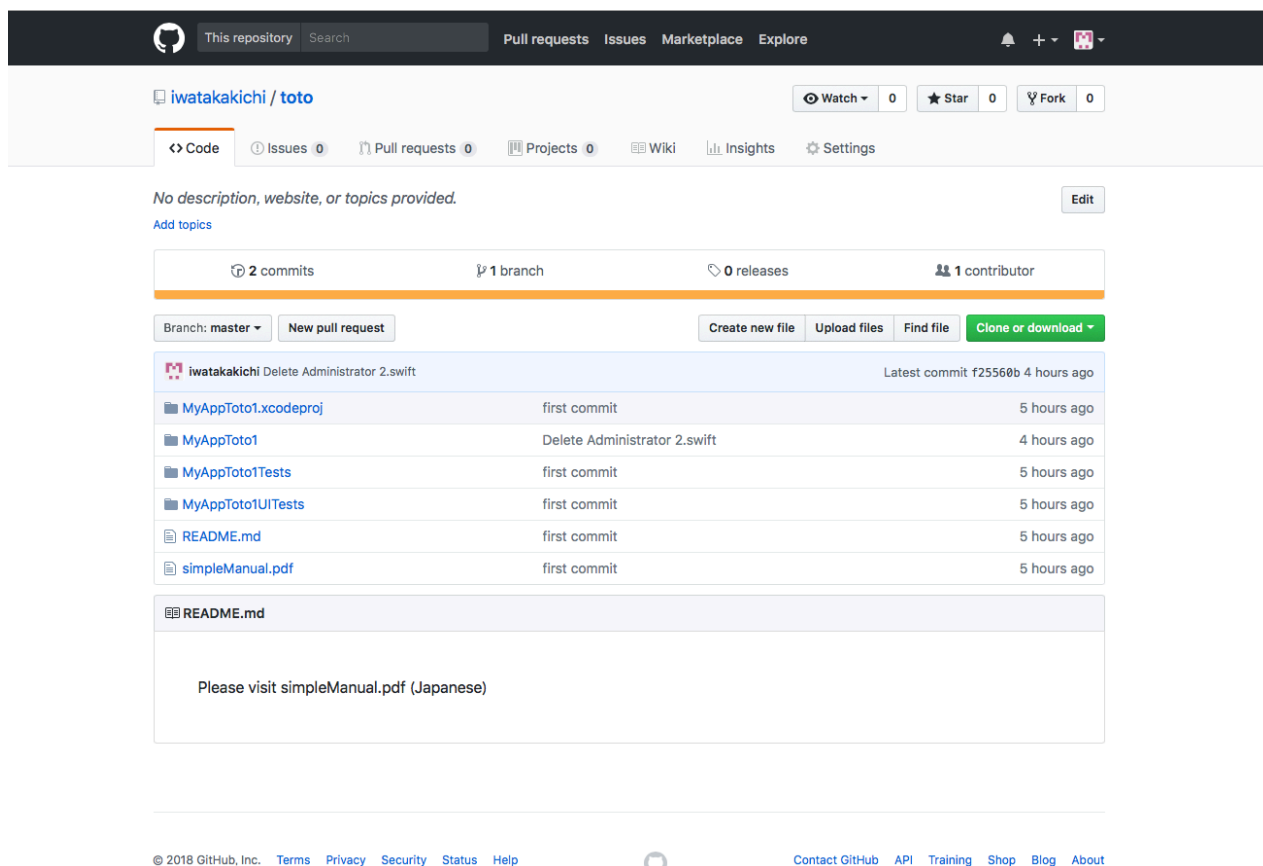 This repository Search Pull requests Issues Marketplace Explore
iwatakakichi / toto Watch 0 Star 0 Fork 0
Code Issues 0 Pull requests 0 Projects 0 Wiki Insights Settings
No description, website, or topics provided. Edit
Add topics
2 commits 1 branch 0 releases 1 contributor
Branch: master New pull request Create new file Upload files Find file Clone or download
iwatakakichi Delete Administrator 2.swift Latest commit f25560b 4 hours ago
MyAppToto1.xcodeproj first commit 5 hours ago
MyAppToto1 Delete Administrator 2.swift 4 hours ago
MyAppToto1Tests first commit 5 hours ago
MyAppToto1UITests first commit 5 hours ago
README.md first commit 5 hours ago
simpleManual.pdf first commit 5 hours ago
README.md
Please visit simpleManual.pdf (Japanese)
© 2018 GitHub, Inc. Terms Privacy Security Status Help Contact GitHub API Training Shop Blog About